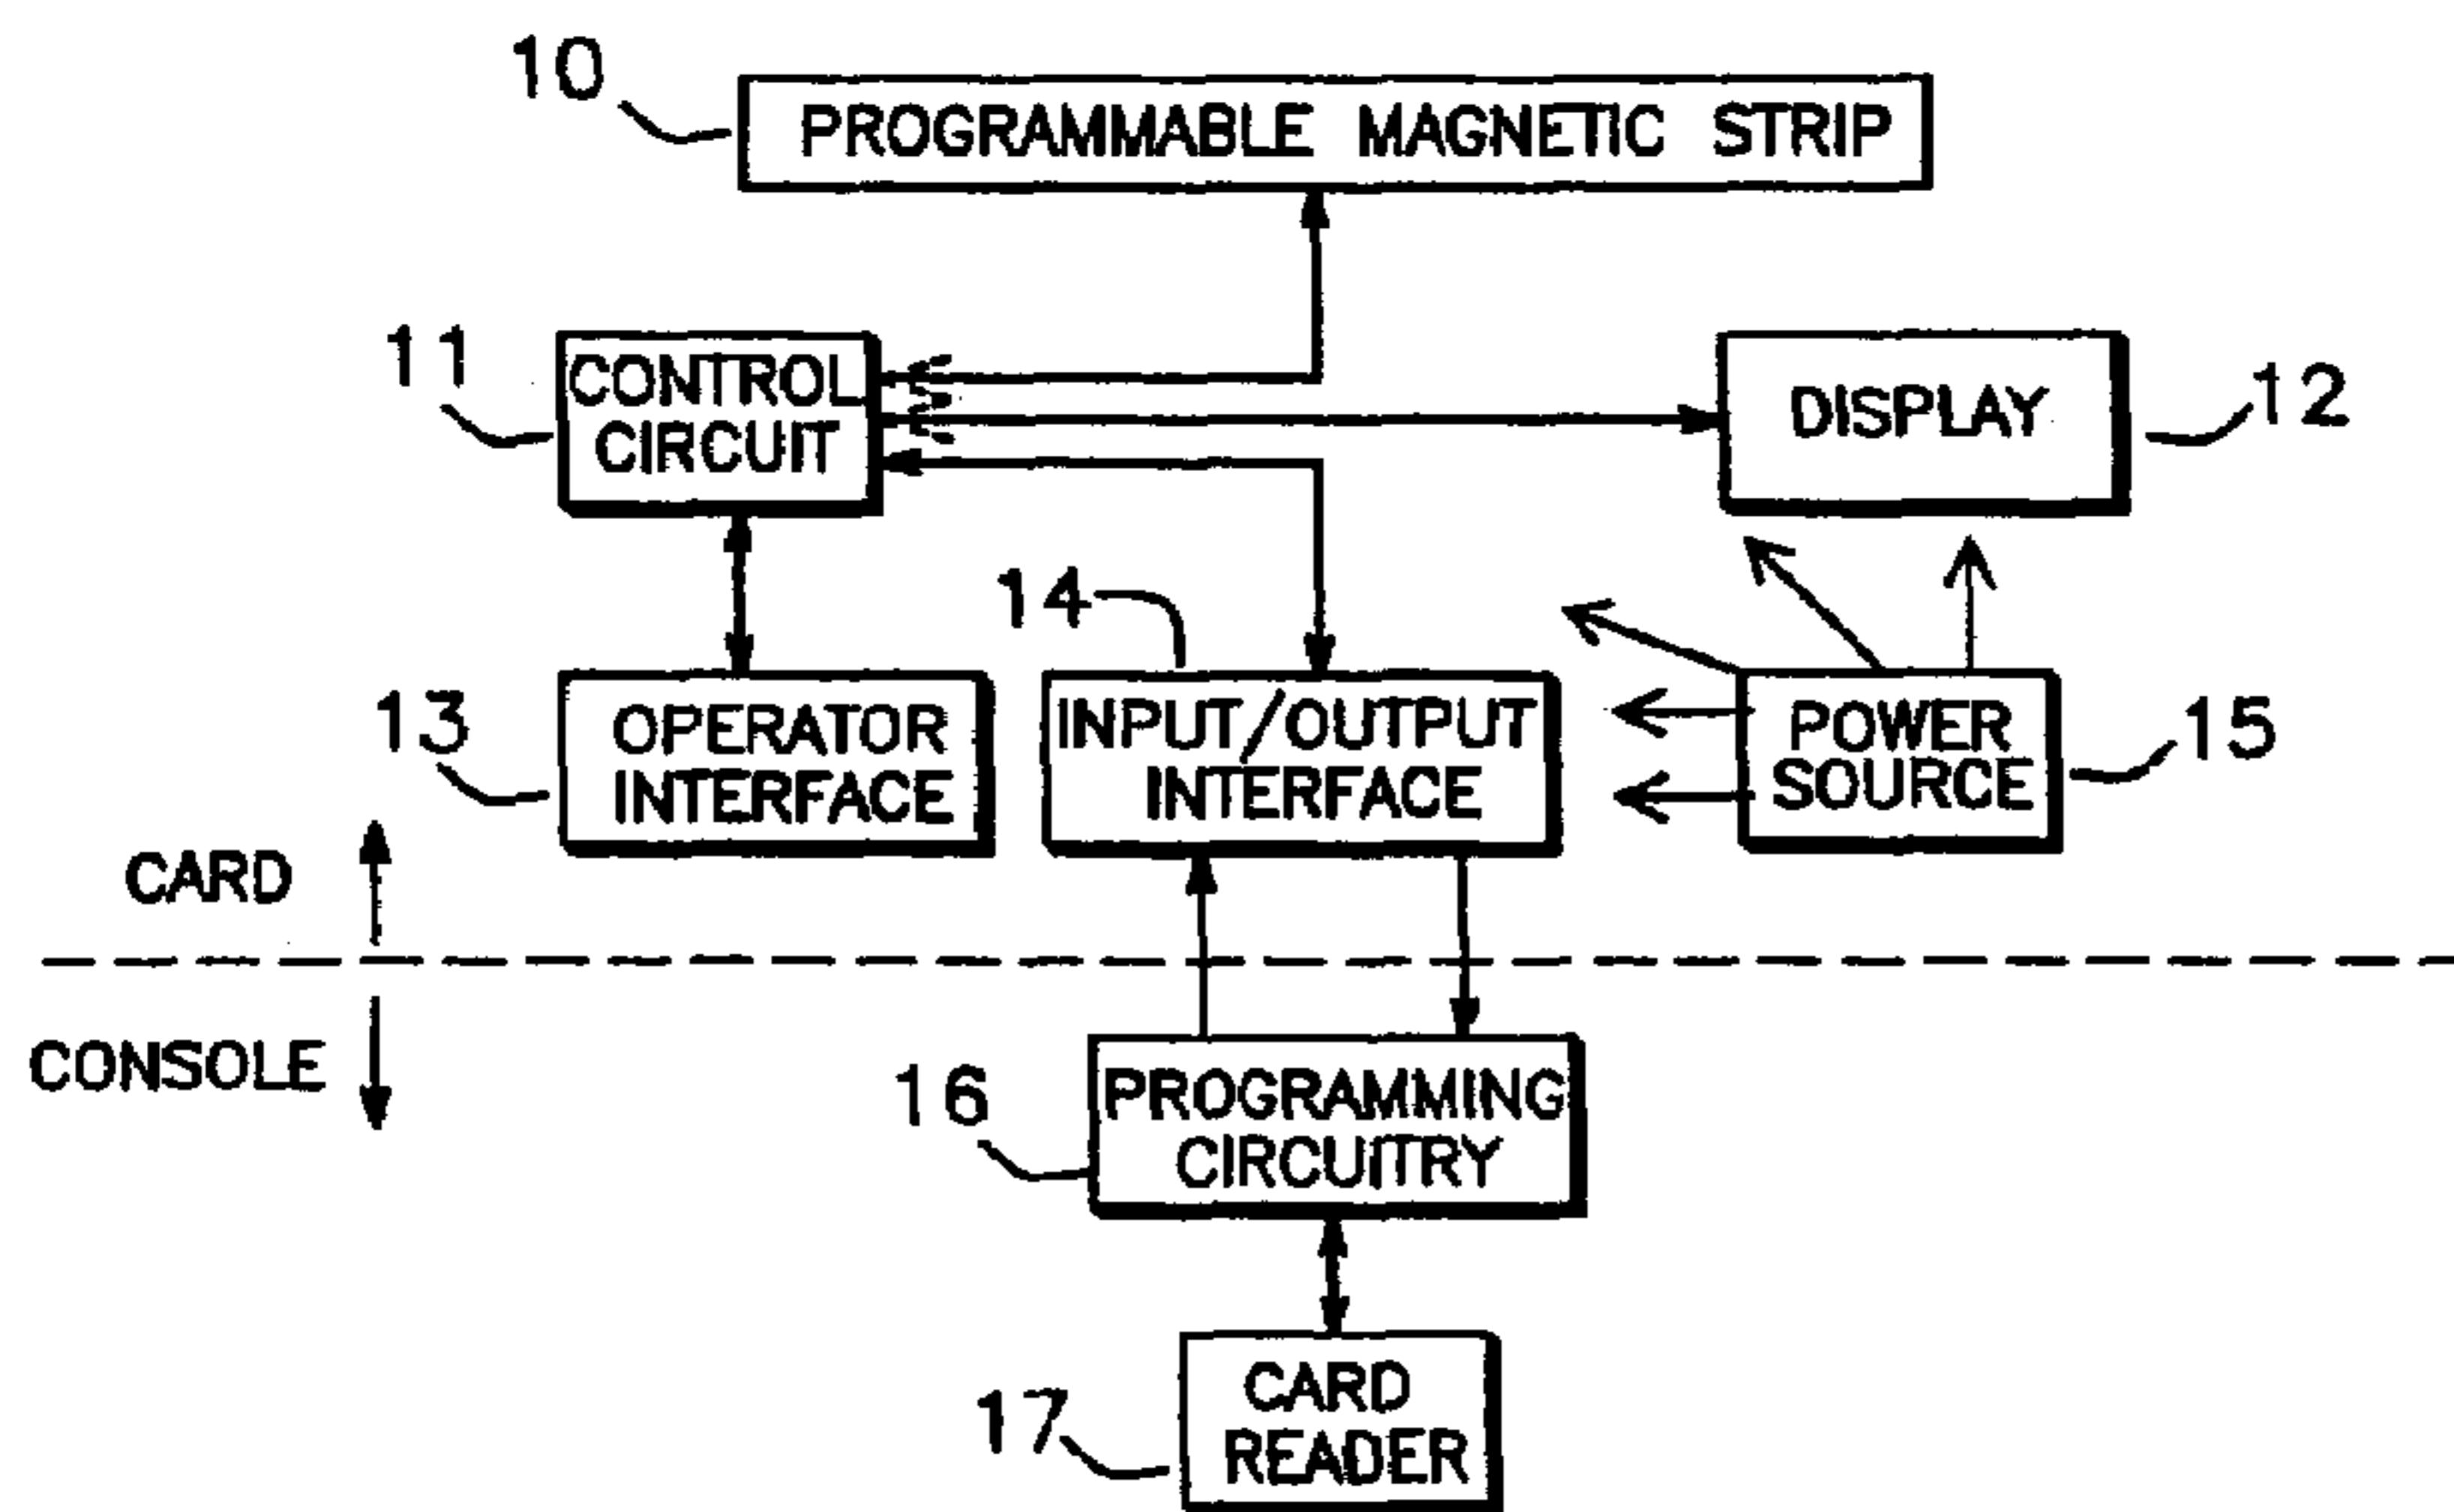 10
PROGRAMMABLE MAGNETIC STRIP
11
CONTROL
CIRCUIT
DISPLAY
12
14
13
OPERATOR
INTERFACE
INPUT/OUTPUT
INTERFACE
POWER
SOURCE
15
CARD
CONSOLE
16
PROGRAMMING
CIRCUITRY
17
CARD
READER